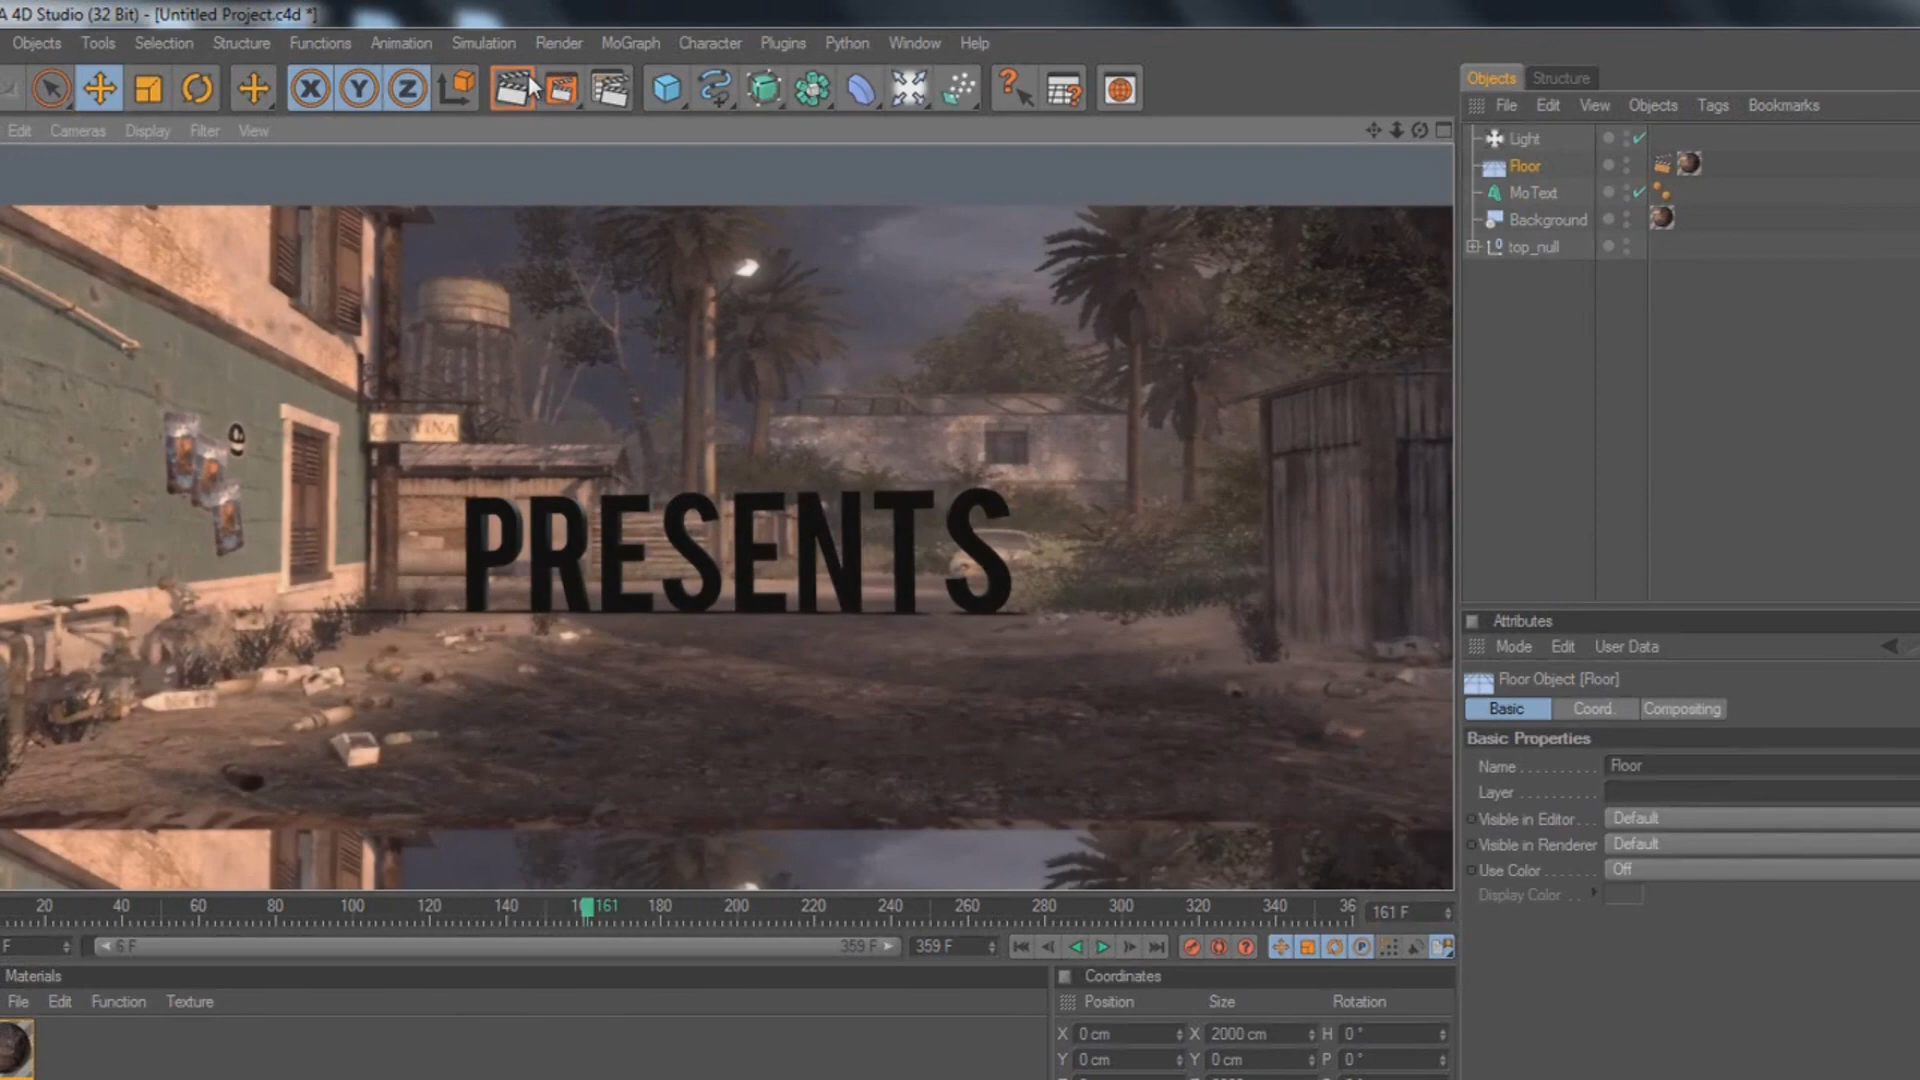 A 4D Studio (32 Bit) - [Untitled Project.c4d *]
Objects Tools Selection Structure Functions Animation Simulation Render MoGraph Character Plugins Python Window Help
X Y Z
Edit Cameras Display Filter View
CANTINA
PRESENTS
20 40 60 80 100 120 140 161 180 200 220 240 260 280 300 320 340 36 161 F
F 6 F 359 F 359 F
Materials
File Edit Function Texture
Coordinates
Position Size Rotation
X 0 cm X 2000 cm H 0 °
Y 0 cm Y 0 cm P 0 °
Objects Structure
File Edit View Objects Tags Bookmarks
Light
Floor
MoText
Background
top_null
Attributes
Mode Edit User Data
Floor Object [Floor]
Basic Coord. Compositing
Basic Properties
Name . . . . . . . . . . Floor
Layer . . . . . . . . . .
Visible in Editor . . . Default
Visible in Renderer Default
Use Color . . . . . . . Off
Display Color . .